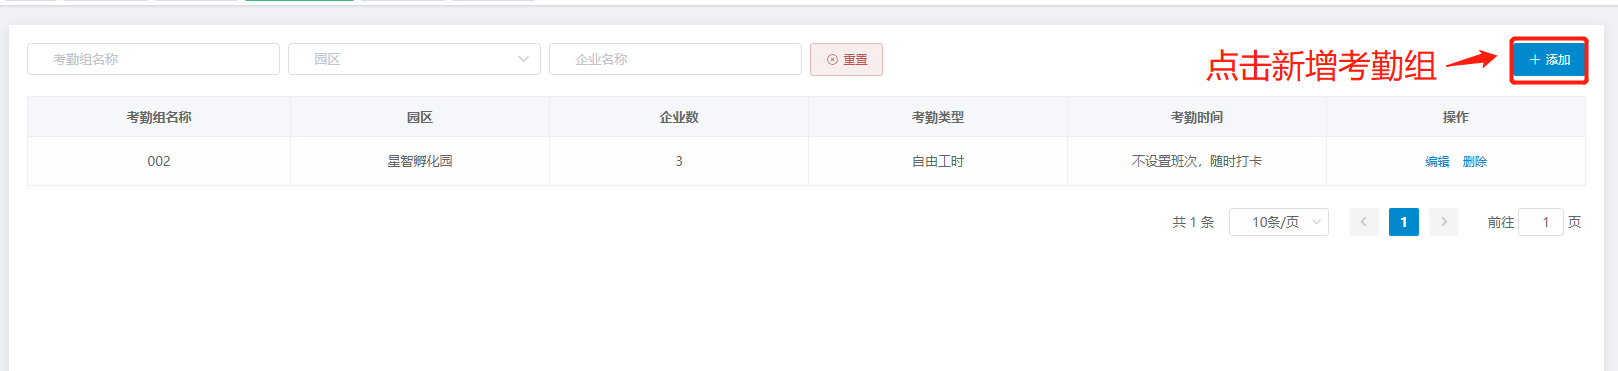 考勤组名称 园区 企业名称 重置 点击新增考勤组 + 添加
考勤组名称 园区 企业数 考勤类型 考勤时间 操作
002 星智孵化园 3 自由工时 不设置班次，随时打卡 编辑 删除
共 1 条 10条/页 1 前往 1 页